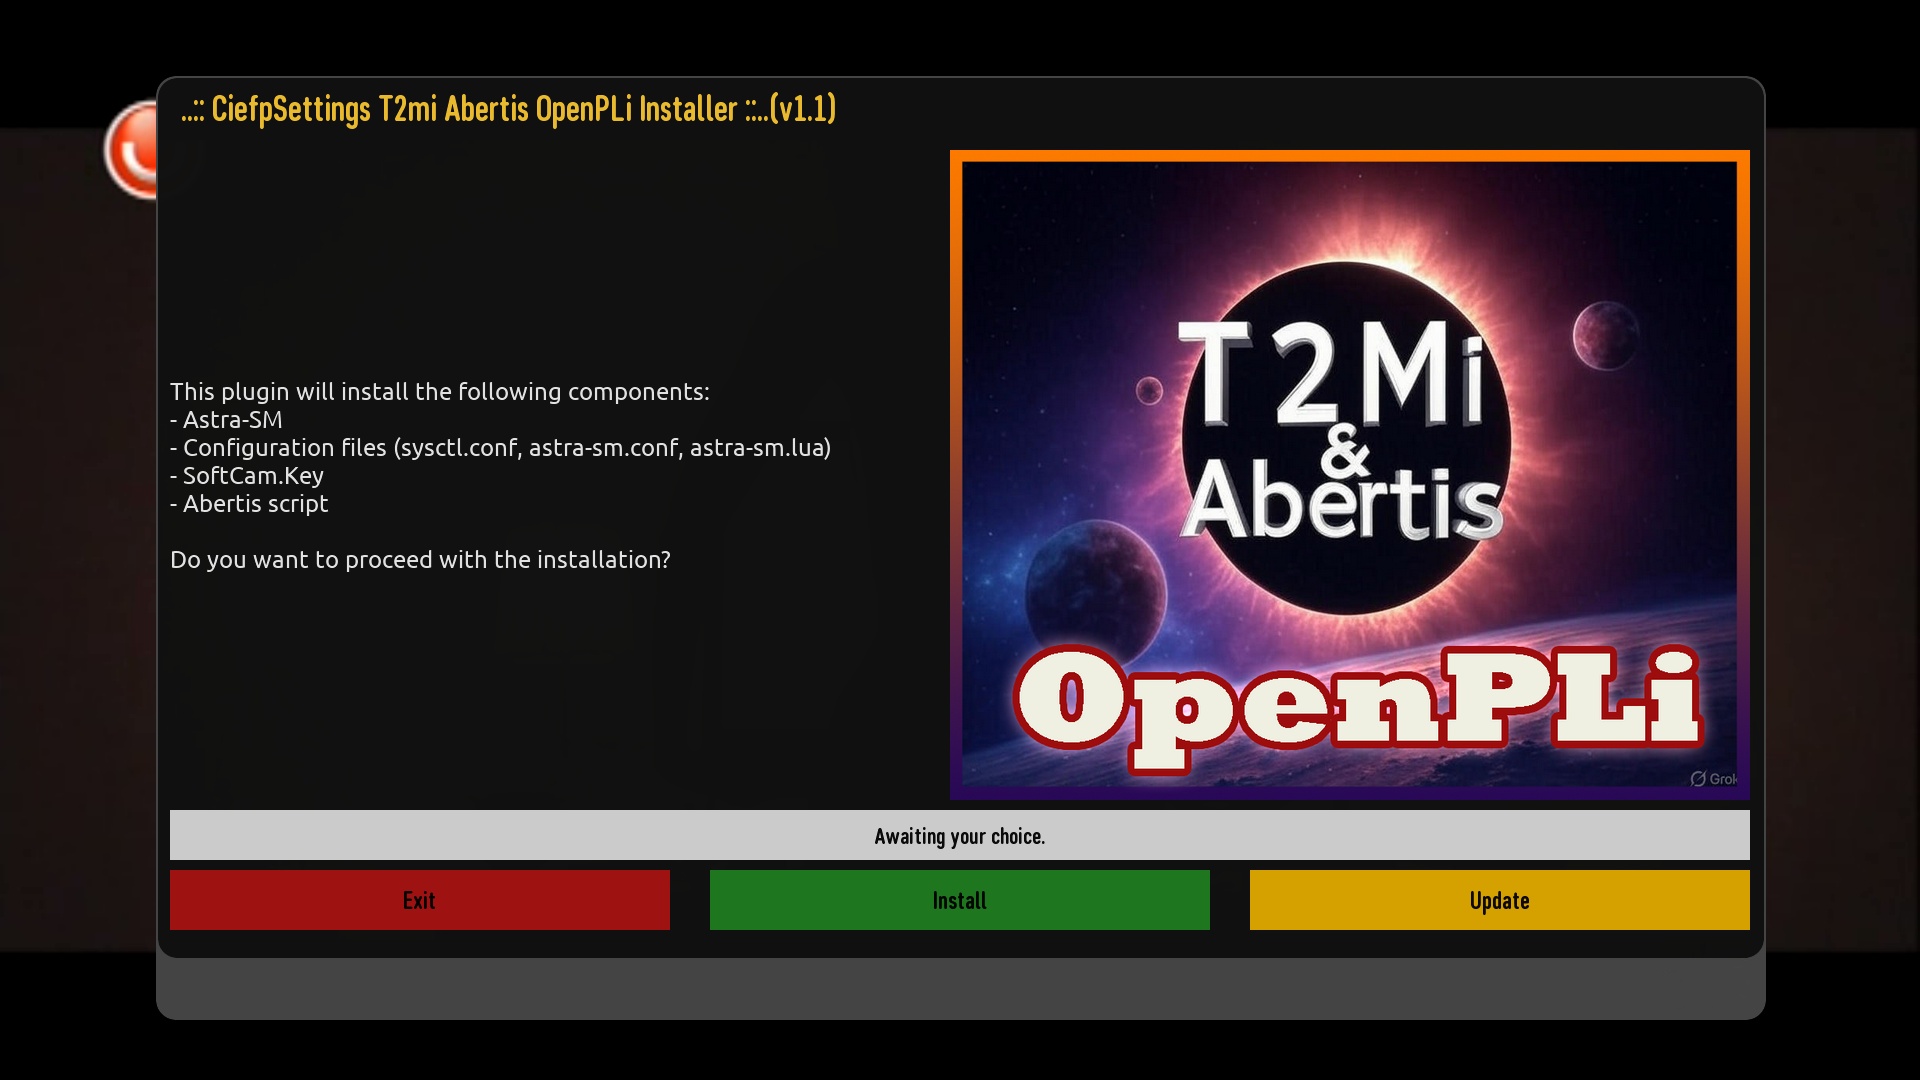 ..:: CiefpSettings T2mi Abertis OpenPLi Installer ::..(v1.1)
This plugin will install the following components:
- Astra-SM
- Configuration files (sysctl.conf, astra-sm.conf, astra-sm.lua)
- SoftCam.Key
- Abertis script
Do you want to proceed with the installation?
T2Mi
&
Abertis
OpenPLi
Grok
Awaiting your choice.
Exit
Install
Update